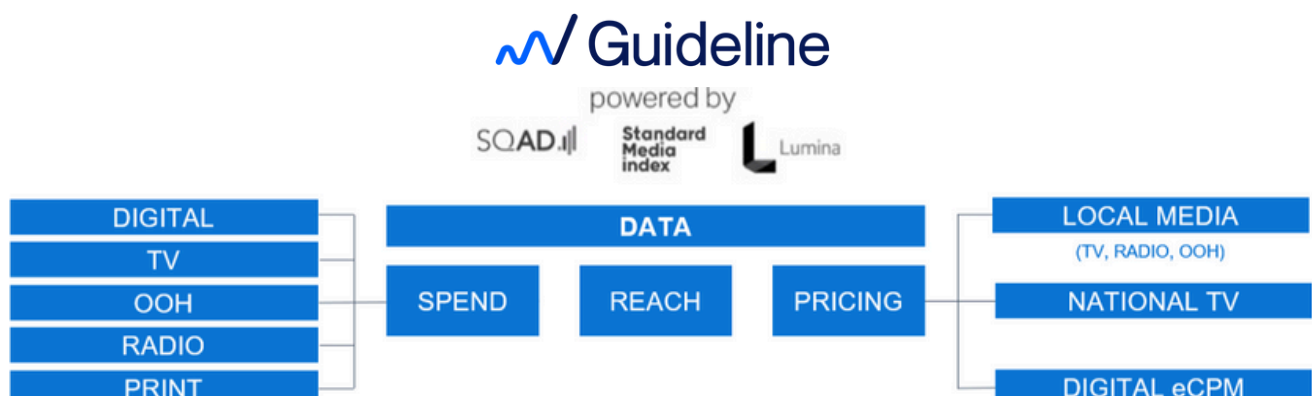 Guideline
powered by
SQAD
Standard
Media
index
Lumina
DIGITAL
TV
OOH
RADIO
PRINT
DATA
SPEND REACH PRICING
LOCAL MEDIA
(TV, RADIO, OOH)
NATIONAL TV
DIGITAL eCPM